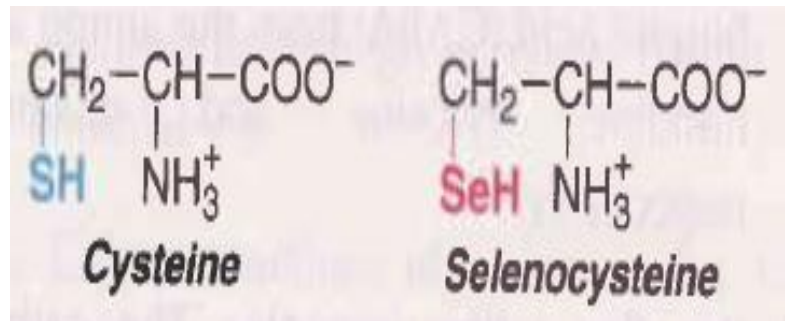 CH₂–CH–COO⁻ CH₂–CH–COO⁻
SH NH₃⁺ SeH NH₃⁺
Cysteine Selenocysteine